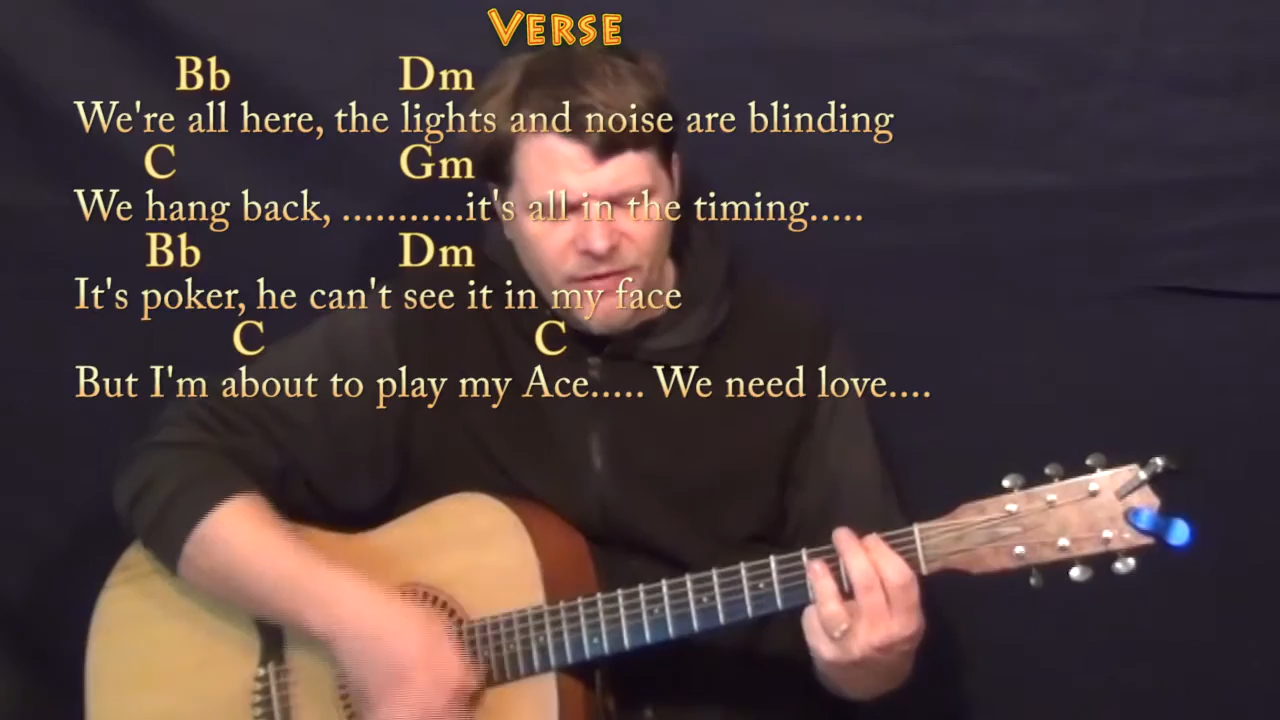 VERSE
Bb Dm
We're all here, the lights and noise are blinding
C Gm
We hang back, ...........it's all in the timing.....
Bb Dm
It's poker, he can't see it in my face
C C
But I'm about to play my Ace..... We need love....